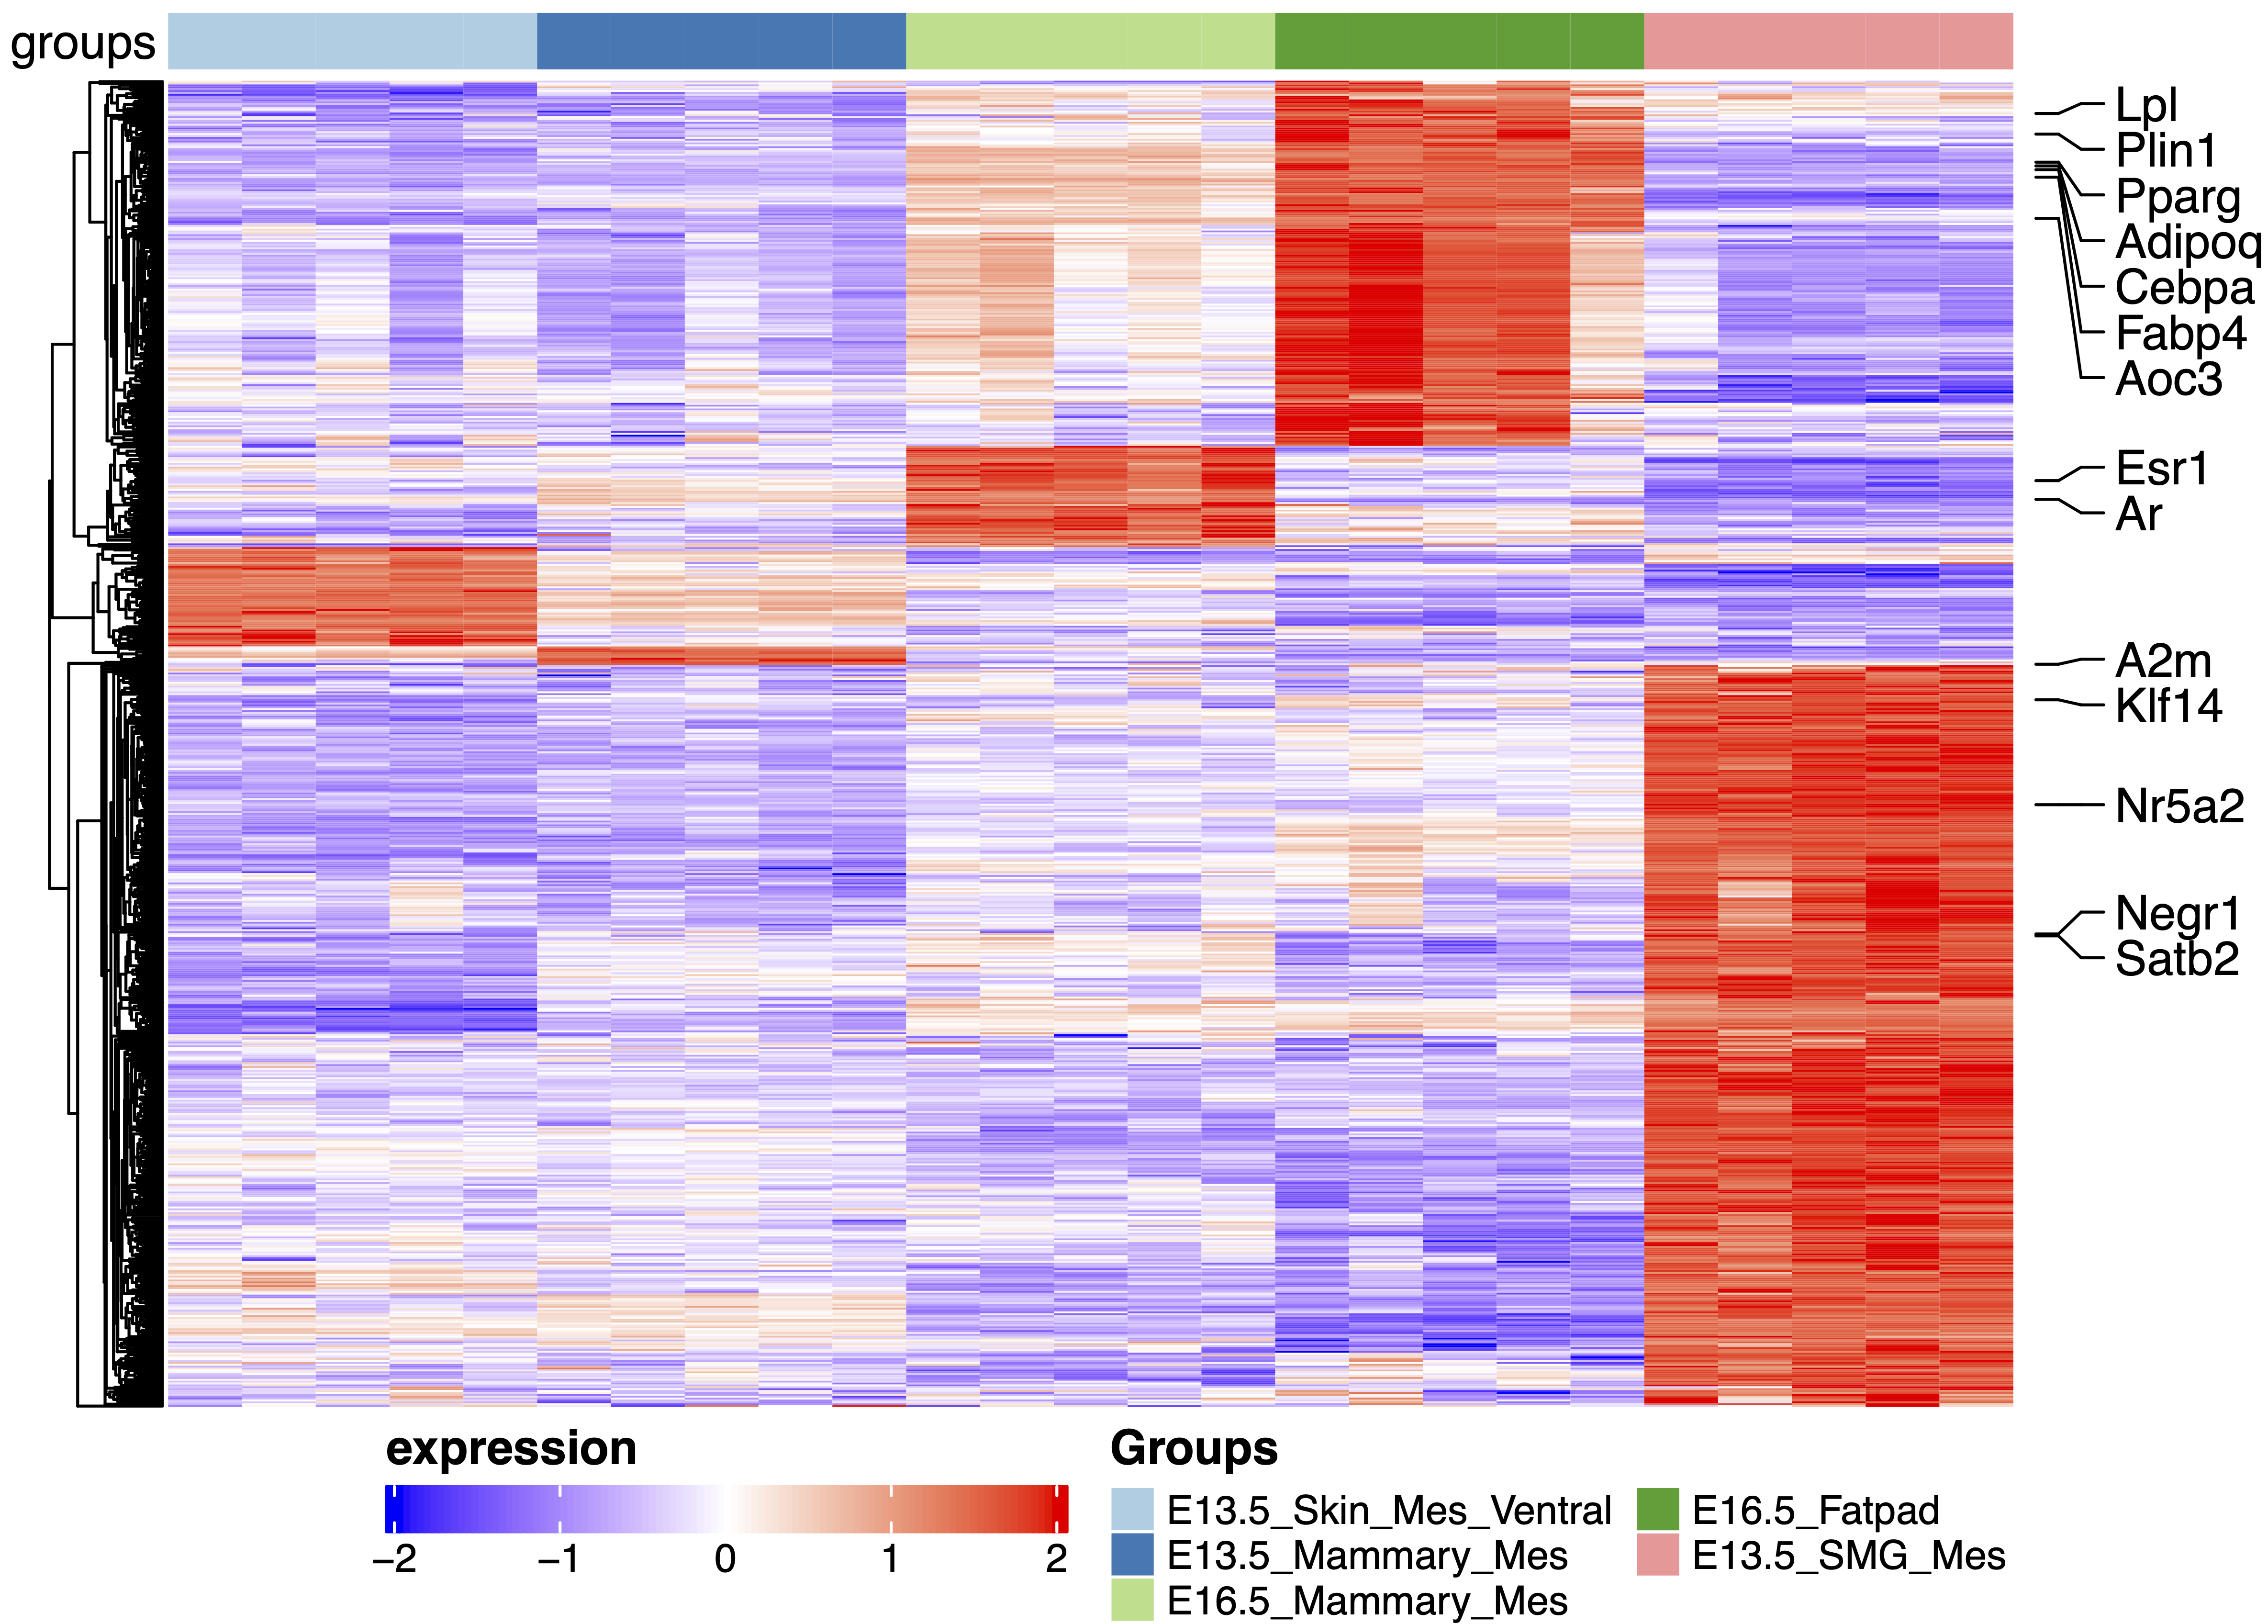 groups
Lpl
Plin1
Pparg
Adipoq
Cebpa
Fabp4
Aoc3
Esr1
Ar
A2m
Klf14
Nr5a2
Negr1
Satb2
expression
−2 −1 0 1 2
Groups
E13.5_Skin_Mes_Ventral
E13.5_Mammary_Mes
E16.5_Mammary_Mes
E16.5_Fatpad
E13.5_SMG_Mes